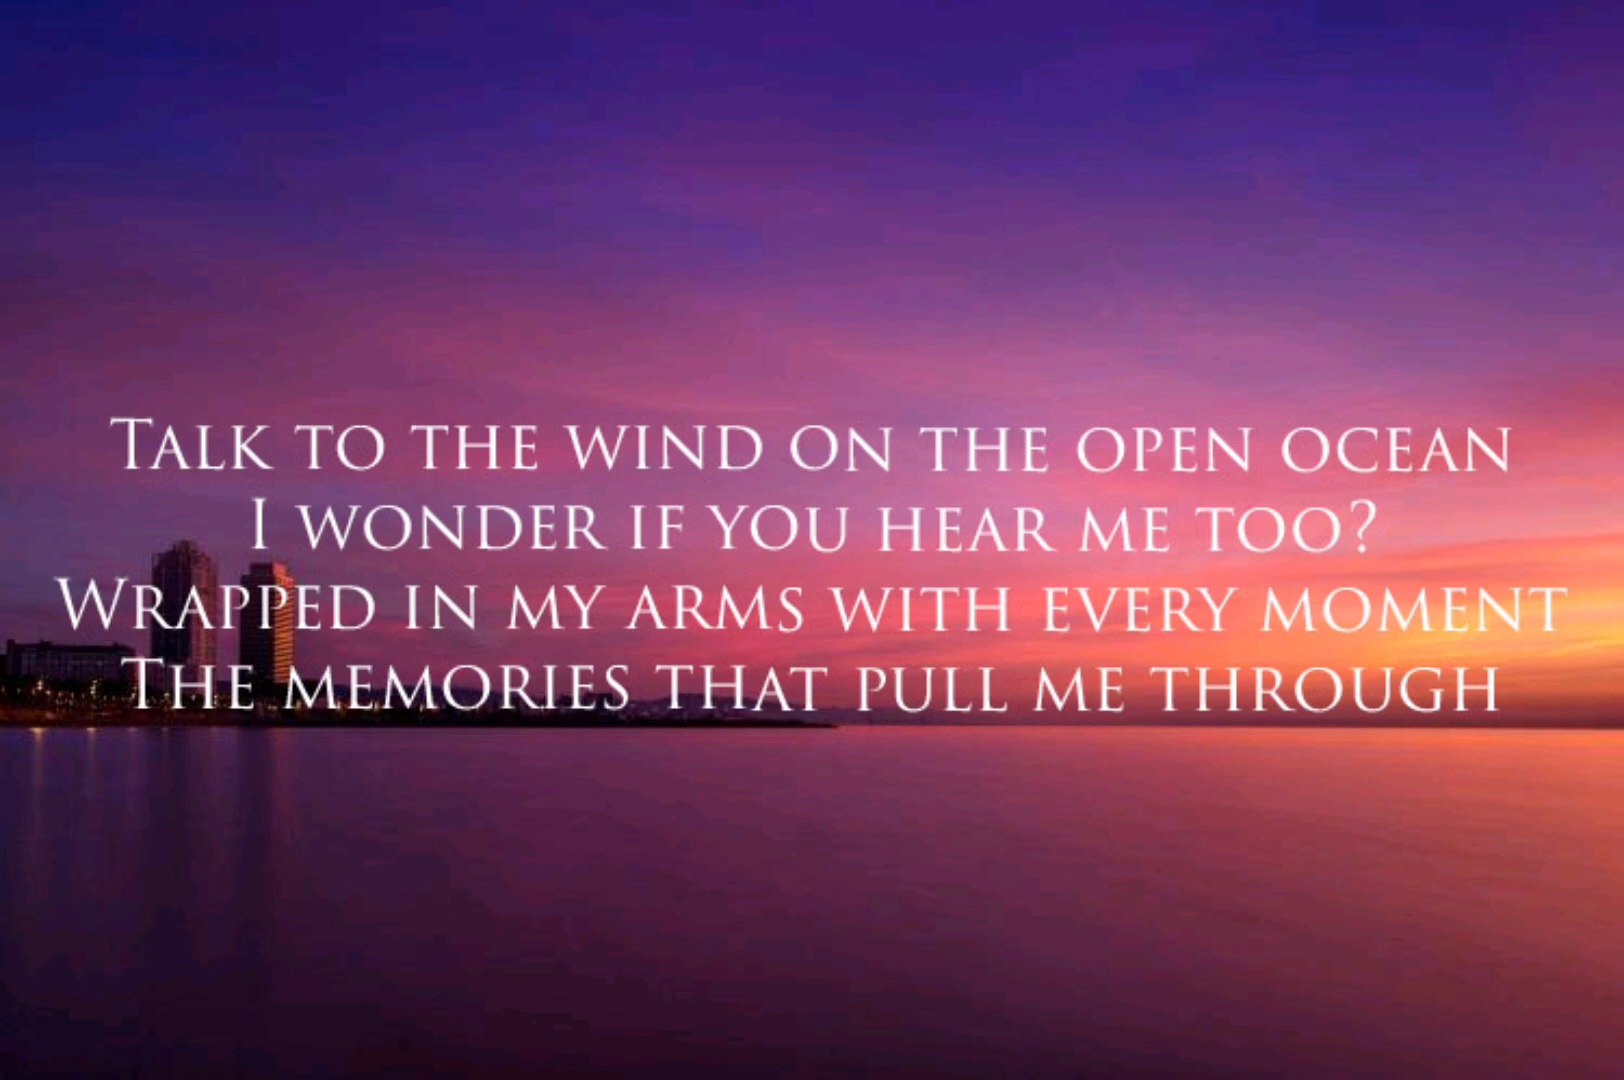 Talk to the wind on the open ocean
I wonder if you hear me too?
Wrapped in my arms with every moment
The memories that pull me through